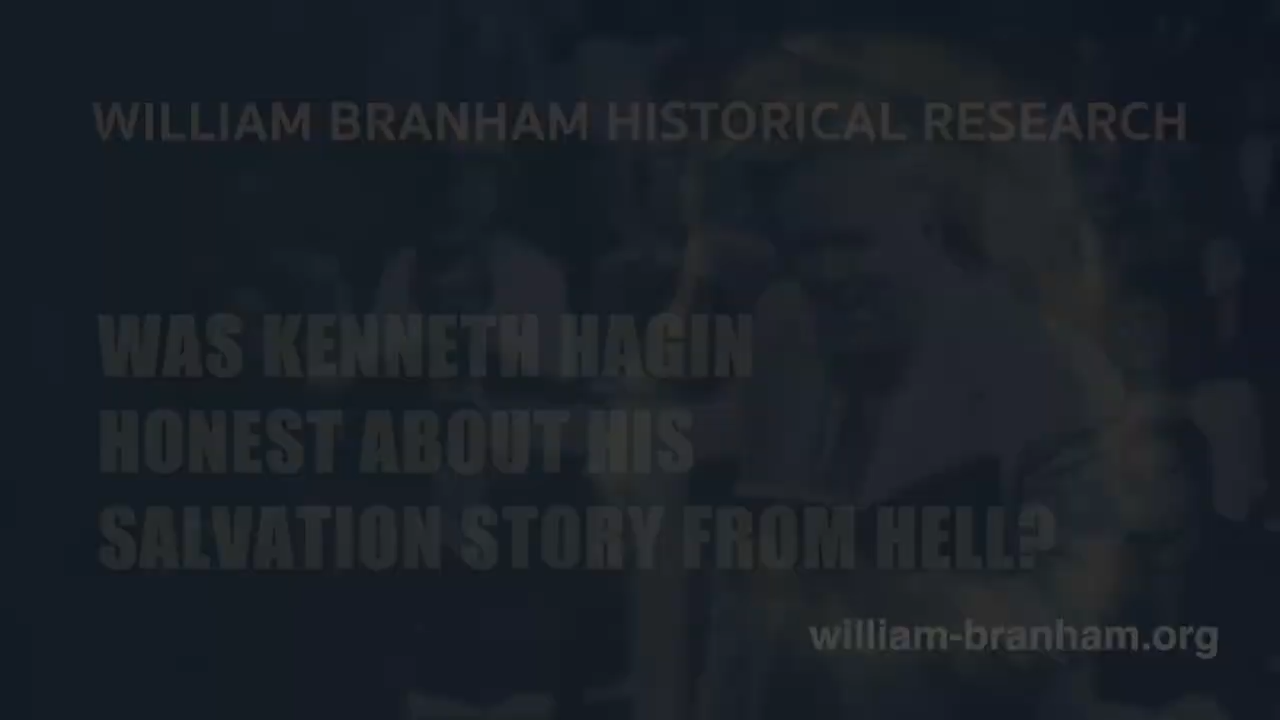 WILLIAM BRANHAM HISTORICAL RESEARCH
WAS KENNETH HAGIN
HONEST ABOUT HIS
SALVATION STORY FROM HELL?
william-branham.org